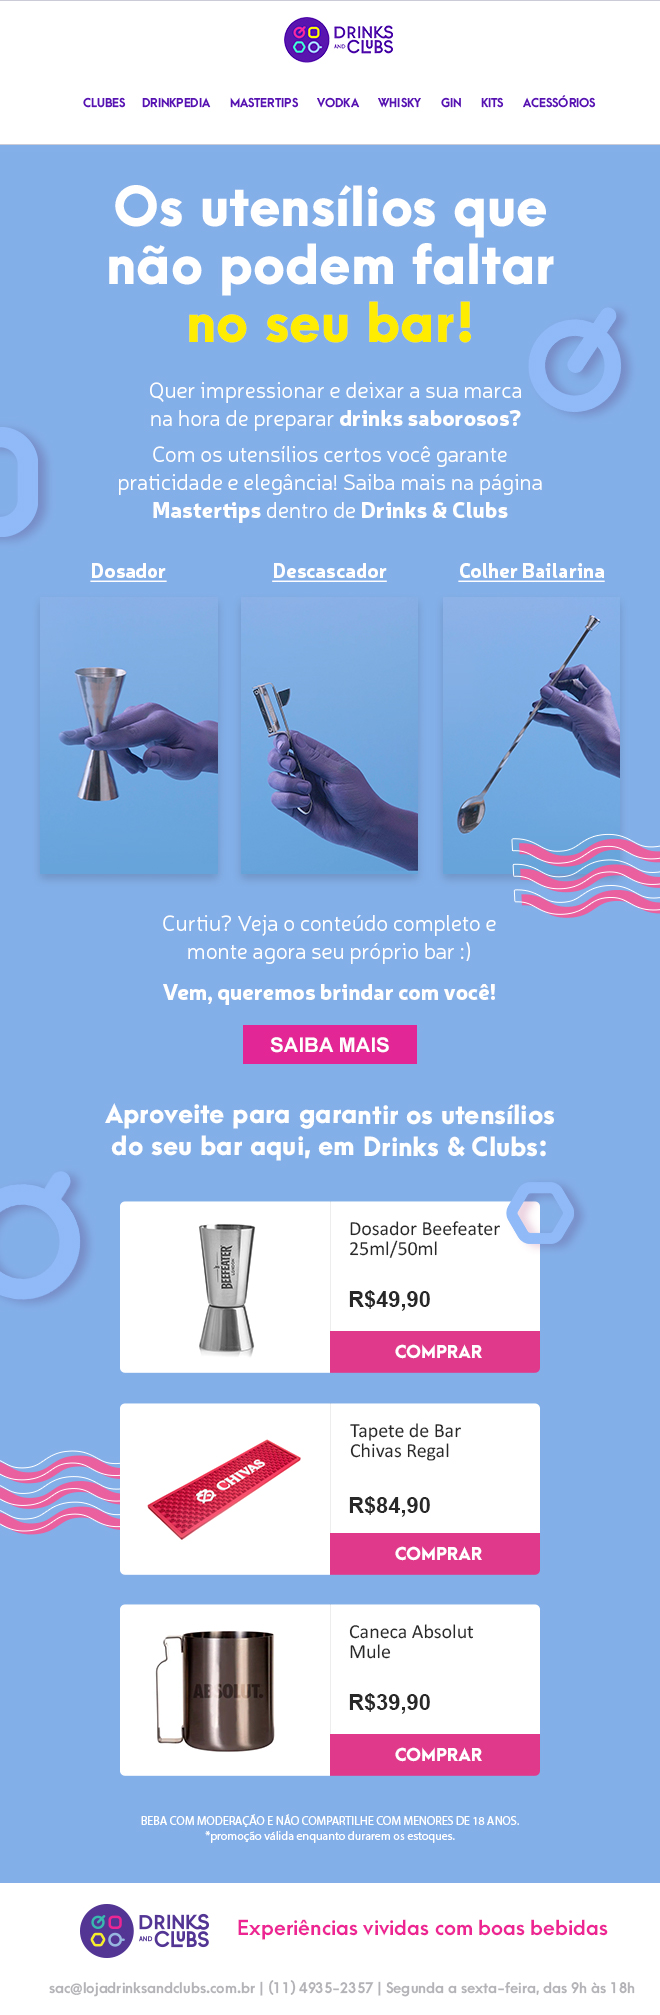 DRINKS
AND CLUBS
CLUBES DRINKPEDIA MASTERTIPS VODKA WHISKY GIN KITS ACESSÓRIOS
Os utensílios que
não podem faltar
no seu bar!
Quer impressionar e deixar a sua marca
na hora de preparar drinks saborosos?
Com os utensílios certos você garante
praticidade e elegância! Saiba mais na página
Mastertips dentro de Drinks & Clubs
Dosador Descascador Colher Bailarina
Curtiu? Veja o conteúdo completo e
monte agora seu próprio bar :)
Vem, queremos brindar com você!
SAIBA MAIS
Aproveite para garantir os utensílios
do seu bar aqui, em Drinks & Clubs:
BEEFEATER
LONDON
Dosador Beefeater
25ml/50ml
R$49,90
COMPRAR
CHIVAS
Tapete de Bar
Chivas Regal
R$84,90
COMPRAR
ABSOLUT.
Caneca Absolut
Mule
R$39,90
COMPRAR
BEBA COM MODERAÇÃO E NÃO COMPARTILHE COM MENORES DE 18 ANOS.
*promoção válida enquanto durarem os estoques.
DRINKS
AND CLUBS
Experiências vividas com boas bebidas
sac@lojadrinksandclubs.com.br | (11) 4935-2357 | Segunda a sexta-feira, das 9h às 18h